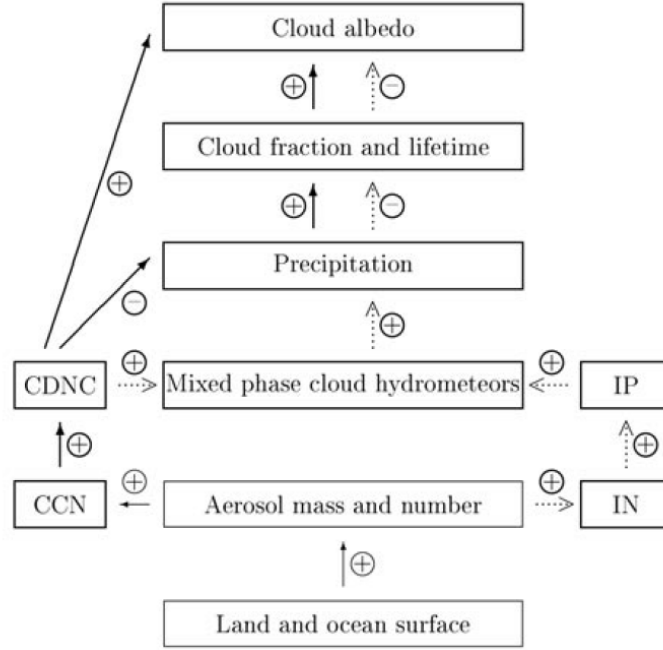 Cloud albedo
+ −
Cloud fraction and lifetime
+
+ −
Precipitation
−
+
+ +
CDNC Mixed phase cloud hydrometeors IP
+ +
+ +
CCN Aerosol mass and number IN
+
Land and ocean surface